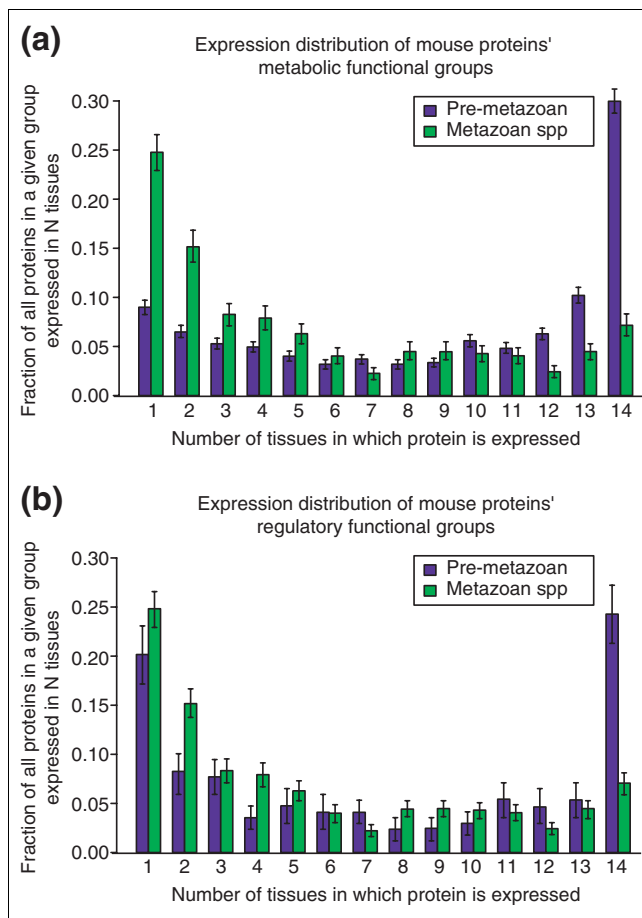 (a)
Expression distribution of mouse proteins'
metabolic functional groups
Fraction of all proteins in a given group
expressed in N tissues
0.30
0.25
0.20
0.15
0.10
0.05
0.00
Pre-metazoan
Metazoan spp
1 2 3 4 5 6 7 8 9 10 11 12 13 14
Number of tissues in which protein is expressed
(b)
Expression distribution of mouse proteins'
regulatory functional groups
Fraction of all proteins in a given group
expressed in N tissues
0.30
0.25
0.20
0.15
0.10
0.05
0.00
Pre-metazoan
Metazoan spp
1 2 3 4 5 6 7 8 9 10 11 12 13 14
Number of tissues in which protein is expressed